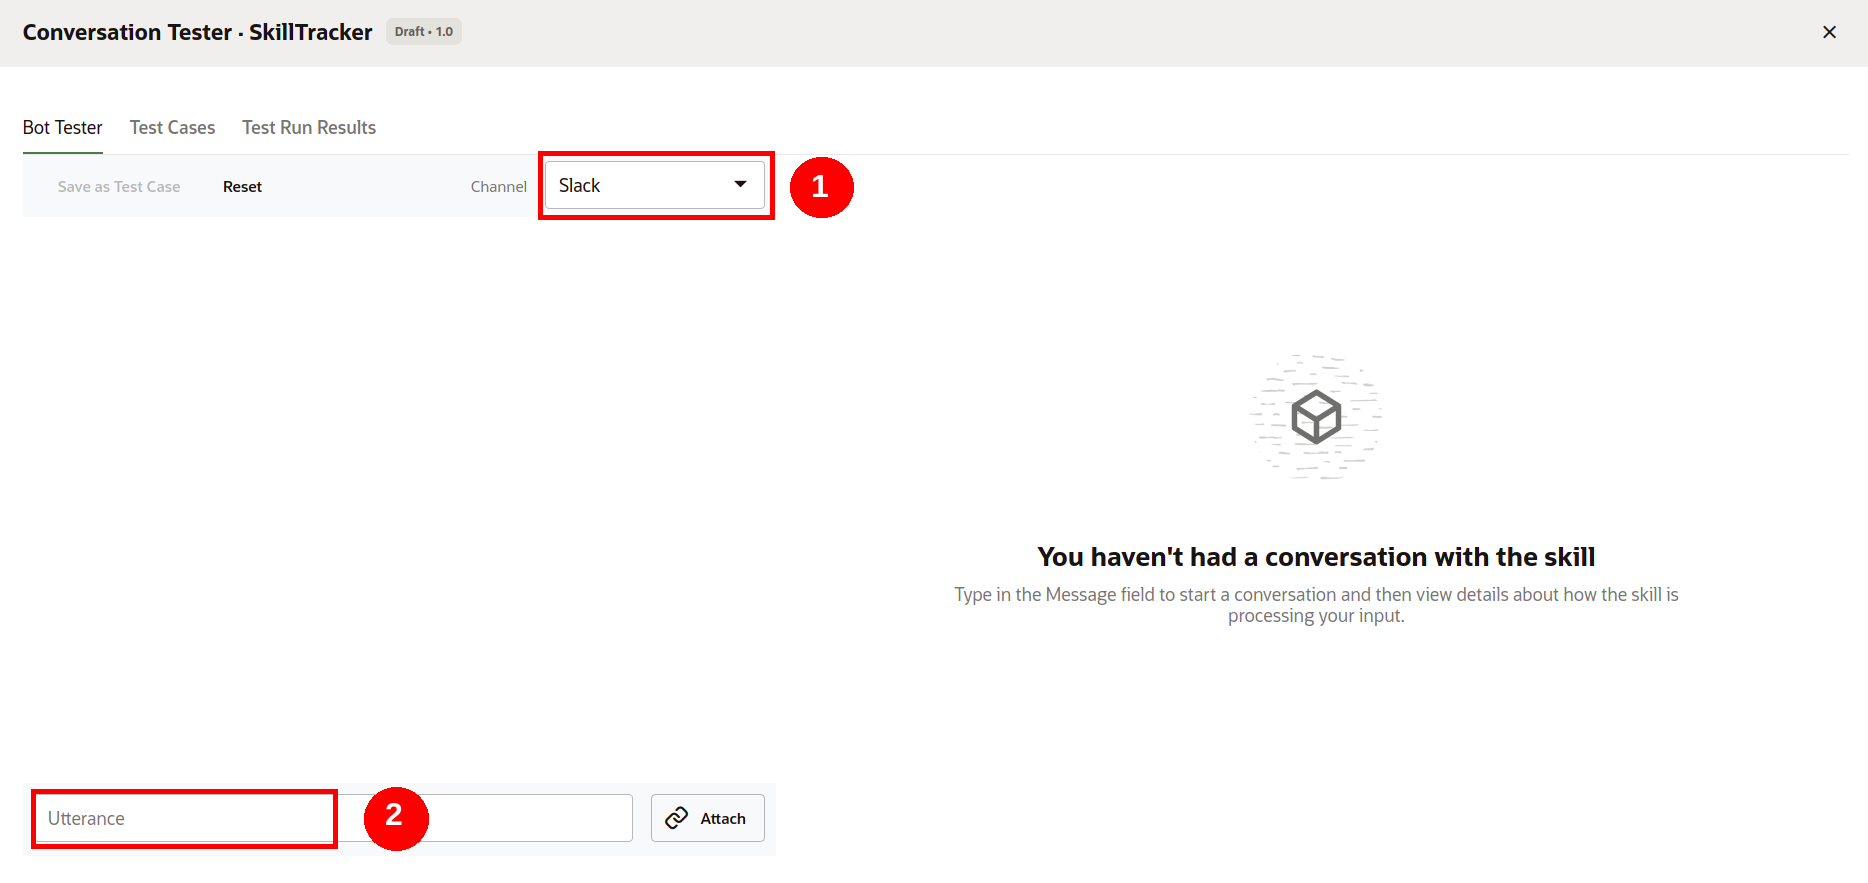 Conversation Tester · SkillTracker
Draft • 1.0
Bot Tester
Test Cases
Test Run Results
Save as Test Case
Reset
Channel
Slack
1
You haven't had a conversation with the skill
Type in the Message field to start a conversation and then view details about how the skill is
processing your input.
Utterance
2
Attach